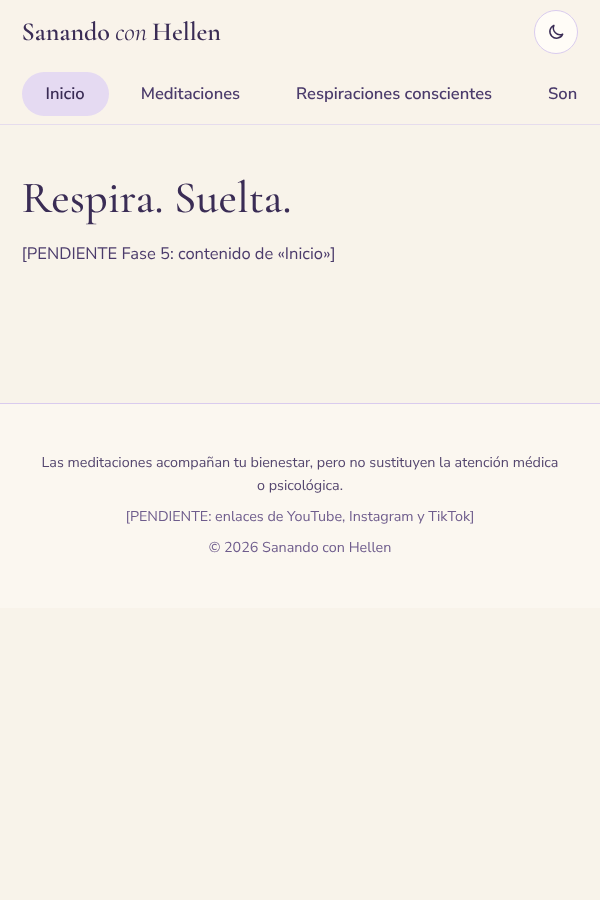 Sanando con Hellen
Inicio Meditaciones Respiraciones conscientes Son
Respira. Suelta.
[PENDIENTE Fase 5: contenido de «Inicio»]
Las meditaciones acompañan tu bienestar, pero no sustituyen la atención médica
o psicológica.
[PENDIENTE: enlaces de YouTube, Instagram y TikTok]
© 2026 Sanando con Hellen